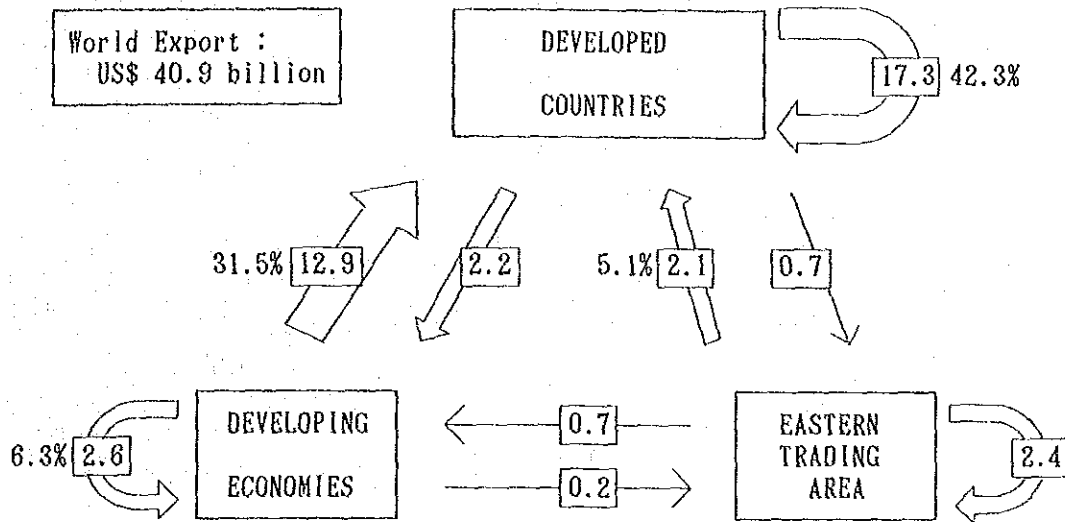 World Export :
US$ 40.9 billion
DEVELOPED
COUNTRIES
17.3 42.3%
31.5% 12.9
2.2
5.1% 2.1
0.7
6.3% 2.6
DEVELOPING
ECONOMIES
0.7
0.2
EASTERN
TRADING
AREA
2.4